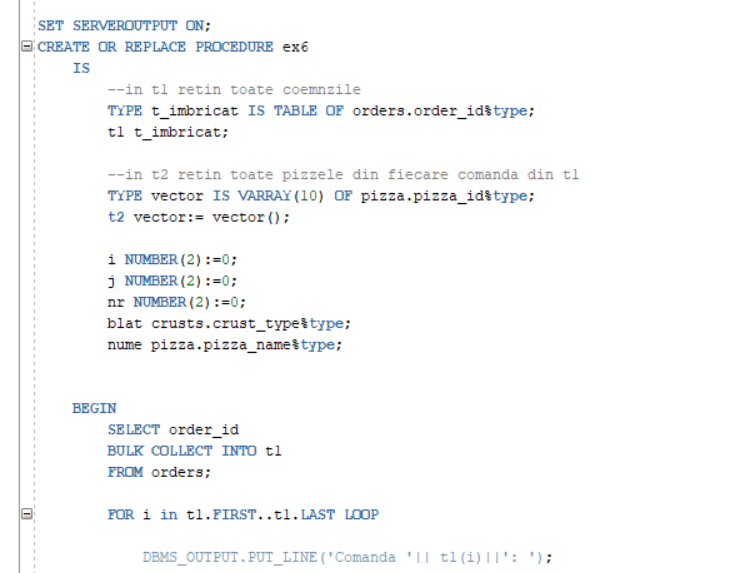 SET SERVEROUTPUT ON;
CREATE OR REPLACE PROCEDURE ex6
IS
--in t1 retin toate coemnzile
TYPE t_imbricat IS TABLE OF orders.order_id%type;
t1 t_imbricat;
--in t2 retin toate pizzele din fiecare comanda din t1
TYPE vector IS VARRAY(10) OF pizza.pizza_id%type;
t2 vector:= vector();
i NUMBER(2):=0;
j NUMBER(2):=0;
nr NUMBER(2):=0;
blat crusts.crust_type%type;
nume pizza.pizza_name%type;
BEGIN
SELECT order_id
BULK COLLECT INTO t1
FROM orders;
FOR i in t1.FIRST..t1.LAST LOOP
DBMS_OUTPUT.PUT_LINE('Comanda '|| t1(i)||': ');